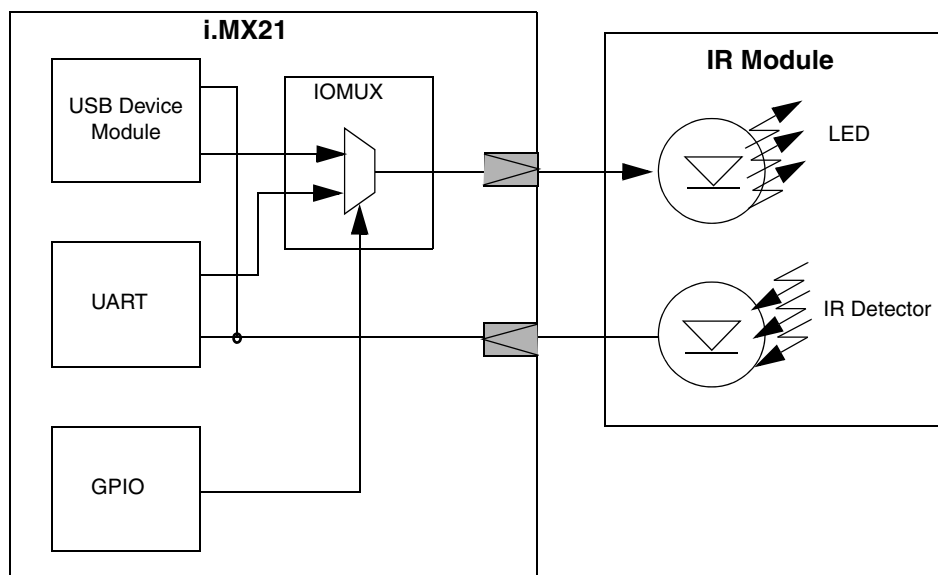 i.MX21
USB Device
Module
IOMUX
UART
GPIO
IR Module
LED
IR Detector